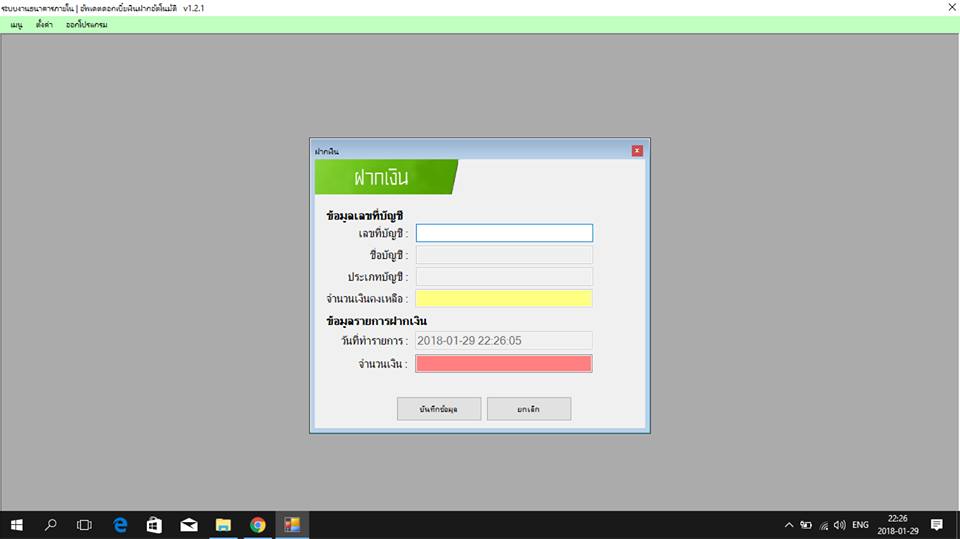 ระบบงานธนาคารภายใน | อัพเดตดอกเบี้ยเงินฝากอัตโนมัติ v1.2.1
เมนู ตั้งค่า ออกโปรแกรม
ฝากเงิน
ฝากเงิน
ข้อมูลเลขที่บัญชี
เลขที่บัญชี :
ชื่อบัญชี :
ประเภทบัญชี :
จำนวนเงินคงเหลือ :
ข้อมูลรายการฝากเงิน
วันที่ทำรายการ : 2018-01-29 22:26:05
จำนวนเงิน :
บันทึกข้อมูล ยกเลิก
ENG 22:26
2018-01-29